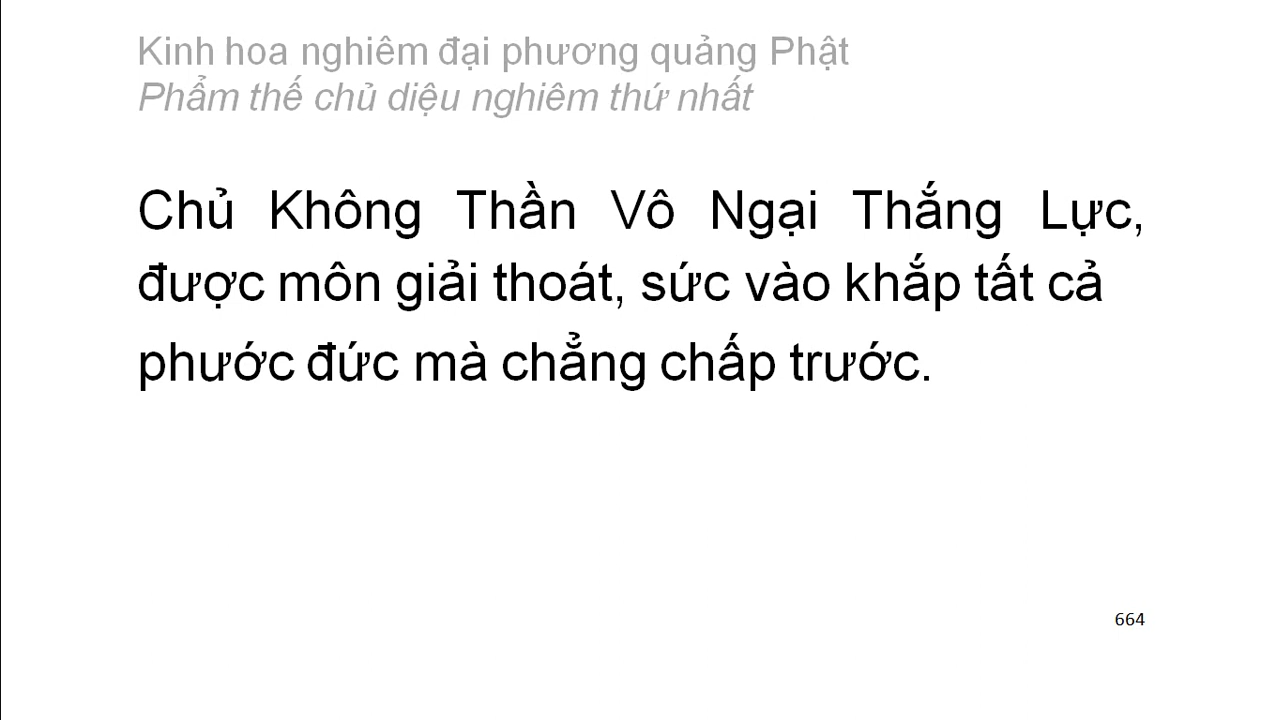 Kinh hoa nghiêm đại phương quảng Phật
Phẩm thế chủ diệu nghiêm thứ nhất
Chủ Không Thần Vô Ngại Thắng Lực,
được môn giải thoát, sức vào khắp tất cả
phước đức mà chẳng chấp trước.
664